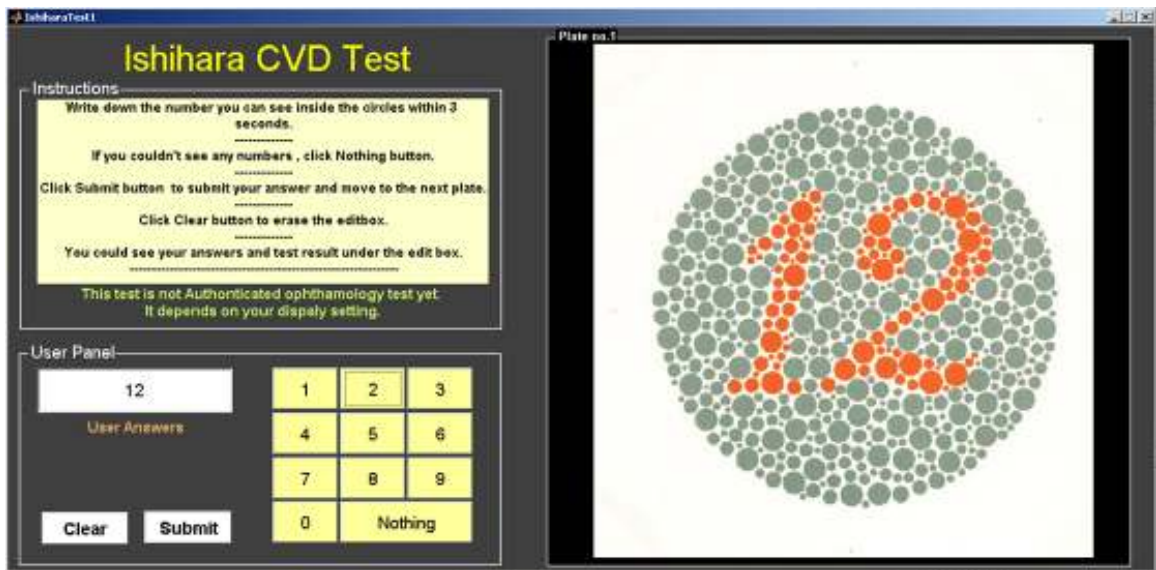 IshiharaTest1
Ishihara CVD Test
Instructions
Write down the number you can see inside the circles within 3
seconds.
--------------
If you couldn't see any numbers , click Nothing button.
--------------
Click Submit button to submit your answer and move to the next plate.
--------------
Click Clear button to erase the editbox.
--------------
You could see your answers and test result under the edit box.
----------------------------------------------------------------
This test is not Authonticated ophthamology test yet
It depends on your dispaly setting.
User Panel
12
User Answers
1 2 3
4 5 6
7 8 9
0 Nothing
Clear Submit
Plate no.1
12